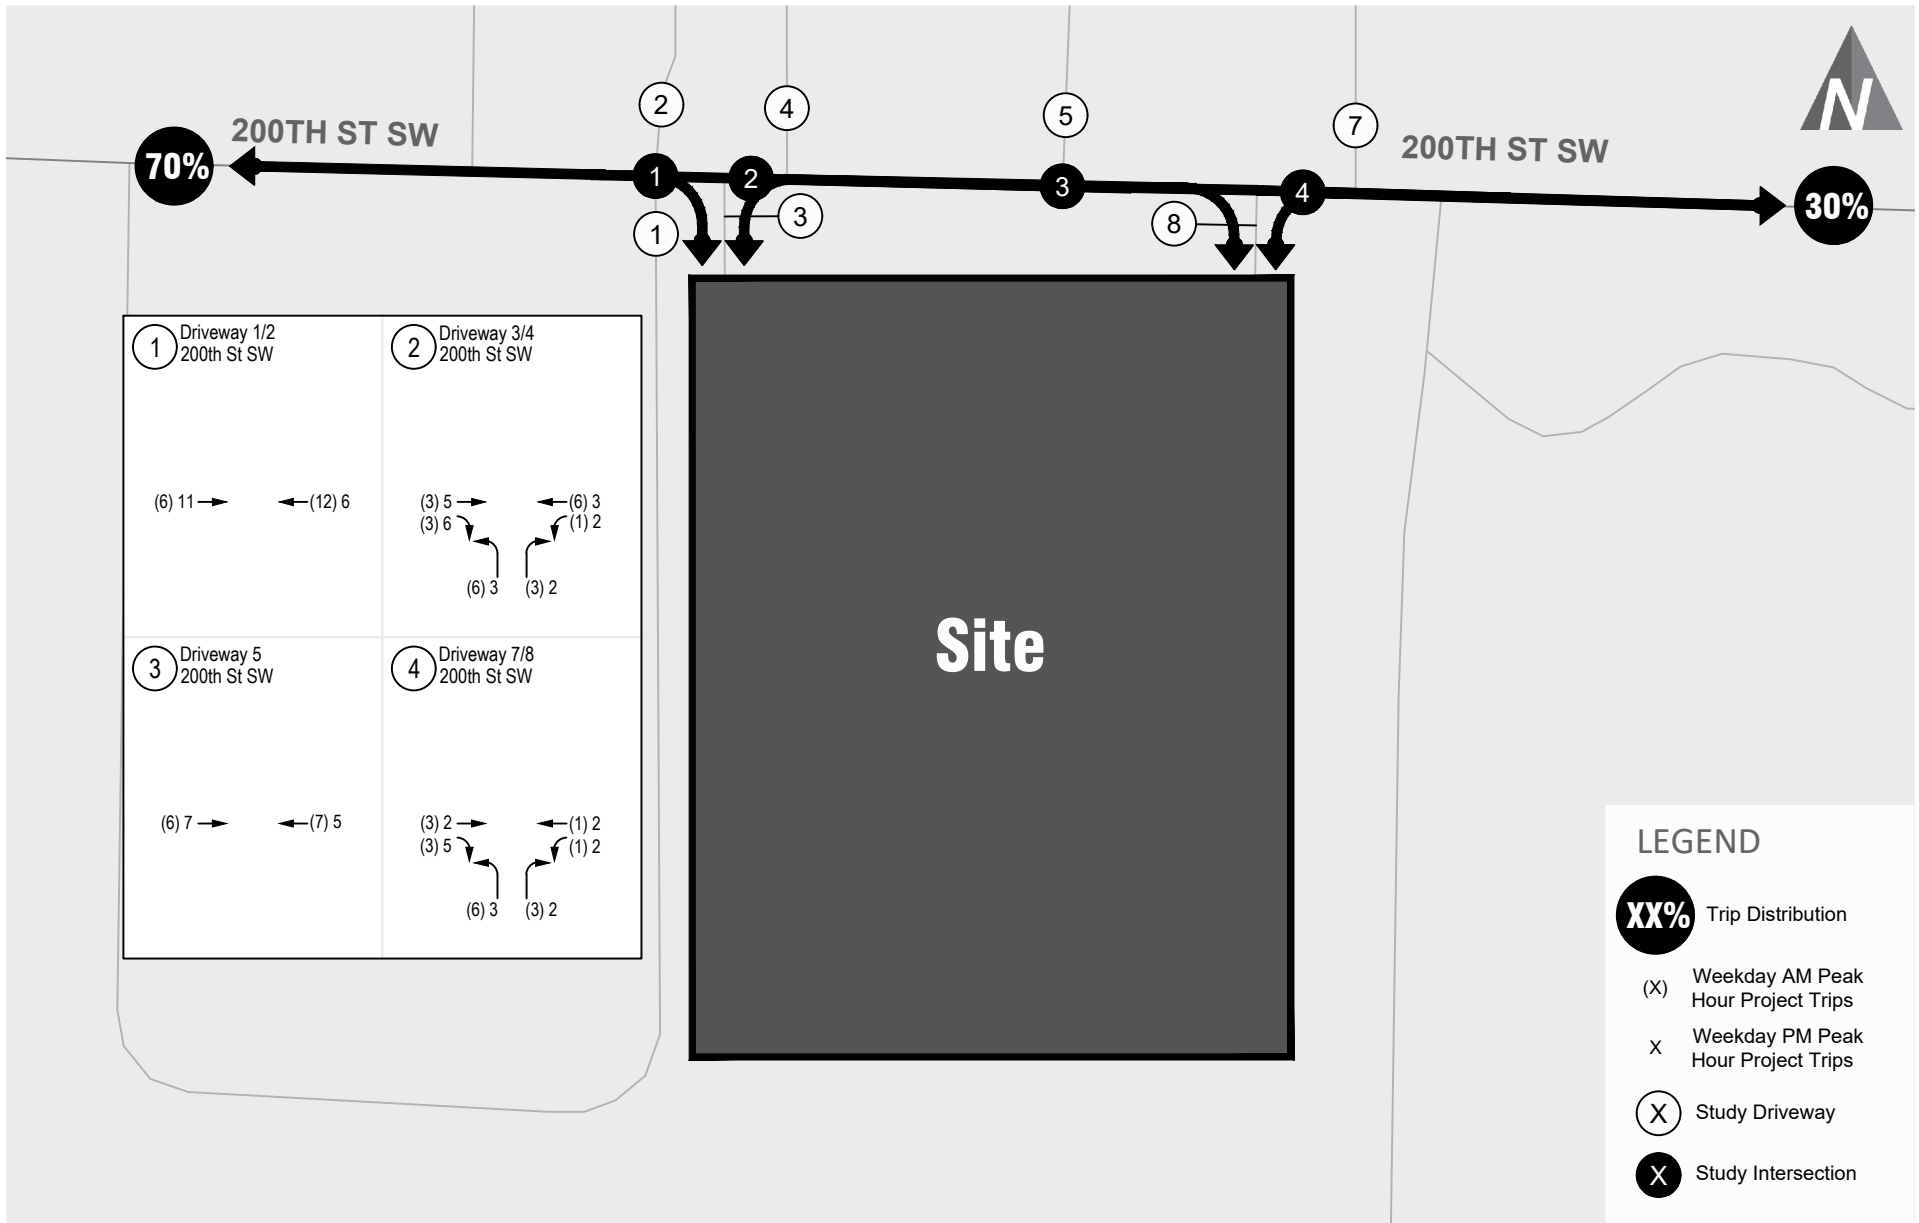 N
2
4
5
7
200TH ST SW
200TH ST SW
70%
1
2
3
4
30%
1
3
8
1 Driveway 1/2
200th St SW
(6) 11
(12) 6
2 Driveway 3/4
200th St SW
(3) 5
(3) 6
(6) 3
(1) 2
(6) 3
(3) 2
3 Driveway 5
200th St SW
(6) 7
(7) 5
4 Driveway 7/8
200th St SW
(3) 2
(3) 5
(1) 2
(1) 2
(6) 3
(3) 2
Site
LEGEND
XX% Trip Distribution
(X) Weekday AM Peak
Hour Project Trips
X Weekday PM Peak
Hour Project Trips
X Study Driveway
X Study Intersection